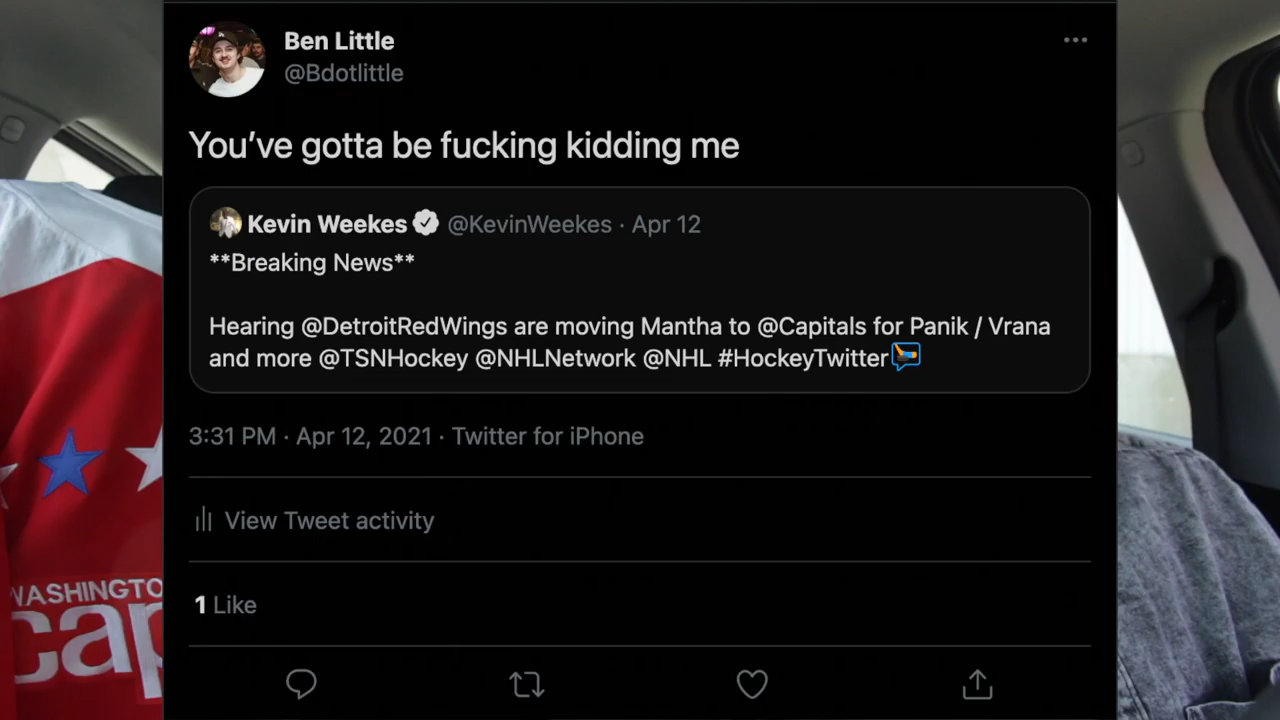 Ben Little
@Bdotlittle
You've gotta be fucking kidding me
Kevin Weekes @KevinWeekes · Apr 12
**Breaking News**
Hearing @DetroitRedWings are moving Mantha to @Capitals for Panik / Vrana
and more @TSNHockey @NHLNetwork @NHL #HockeyTwitter
3:31 PM · Apr 12, 2021 · Twitter for iPhone
View Tweet activity
1 Like
WASHINGTO
cap